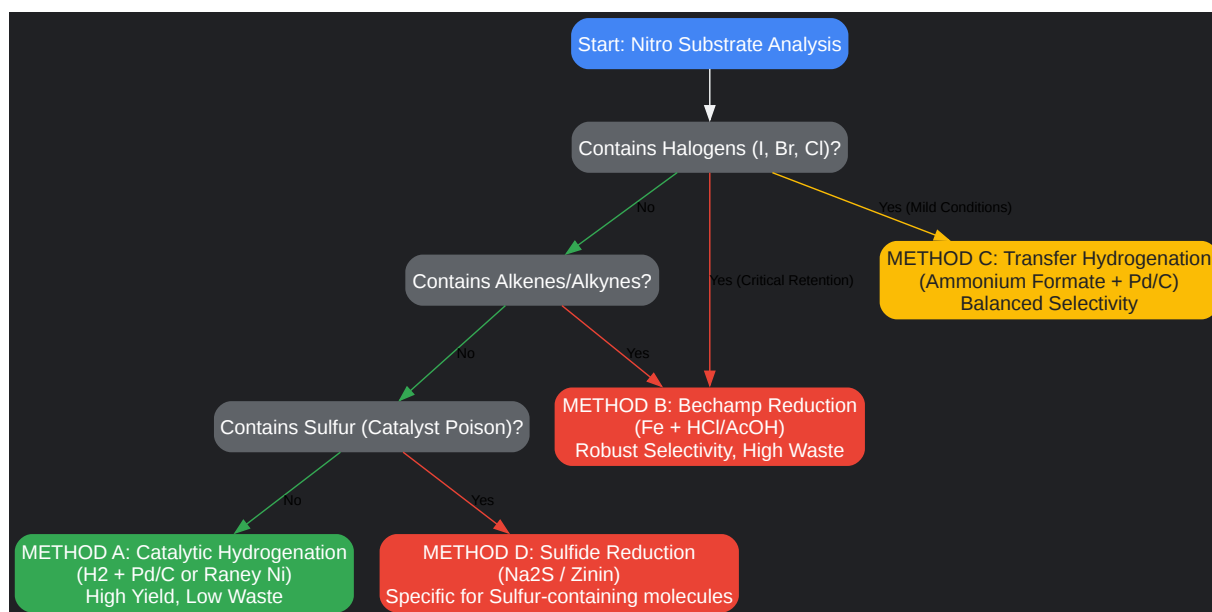 Start: Nitro Substrate Analysis
Contains Halogens (I, Br, Cl)?
No
Yes (Mild Conditions)
Contains Alkenes/Alkynes?
Yes (Critical Retention)
METHOD C: Transfer Hydrogenation
(Ammonium Formate + Pd/C)
Balanced Selectivity
No
Yes
Contains Sulfur (Catalyst Poison)?
METHOD B: Bechamp Reduction
(Fe + HCl/AcOH)
Robust Selectivity, High Waste
No
Yes
METHOD A: Catalytic Hydrogenation
(H2 + Pd/C or Raney Ni)
High Yield, Low Waste
METHOD D: Sulfide Reduction
(Na2S / Zinin)
Specific for Sulfur-containing molecules